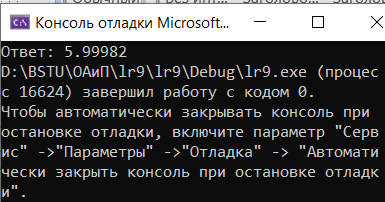 Консоль отладки Microsoft...
Ответ: 5.99982
D:\BSTU\ОАиП\lr9\lr9\Debug\lr9.exe (процес
с 16624) завершил работу с кодом 0.
Чтобы автоматически закрывать консоль при
остановке отладки, включите параметр "Серв
ис" ->"Параметры" ->"Отладка" -> "Автомати
чески закрыть консоль при остановке отладк
и".